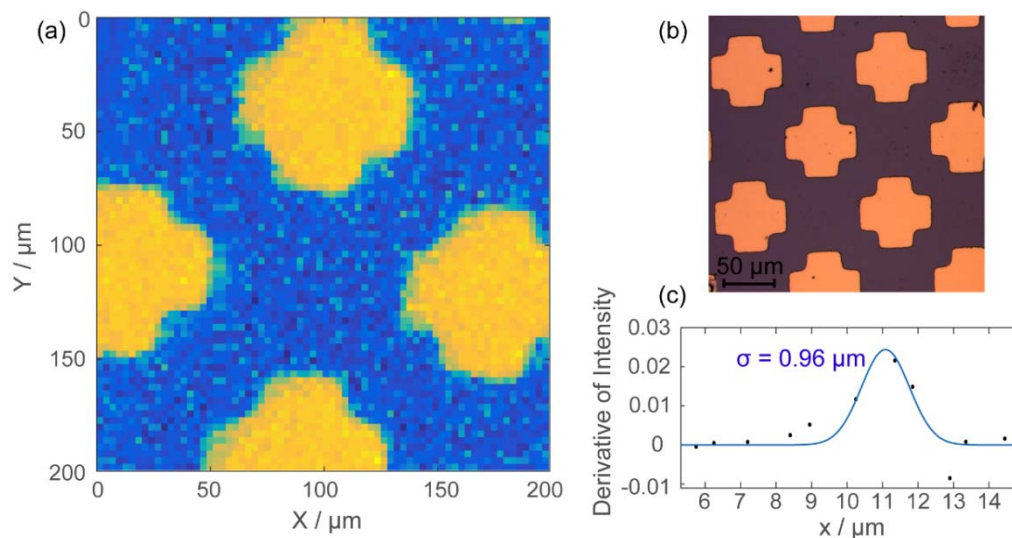 (a)
0
50
100
150
200
Y / µm
0
50
100
150
200
X / µm
(b)
50 µm
(c)
Derivative of Intensity
0.03
0.02
0.01
0
-0.01
σ = 0.96 µm
6 7 8 9 10 11 12 13 14
x / µm